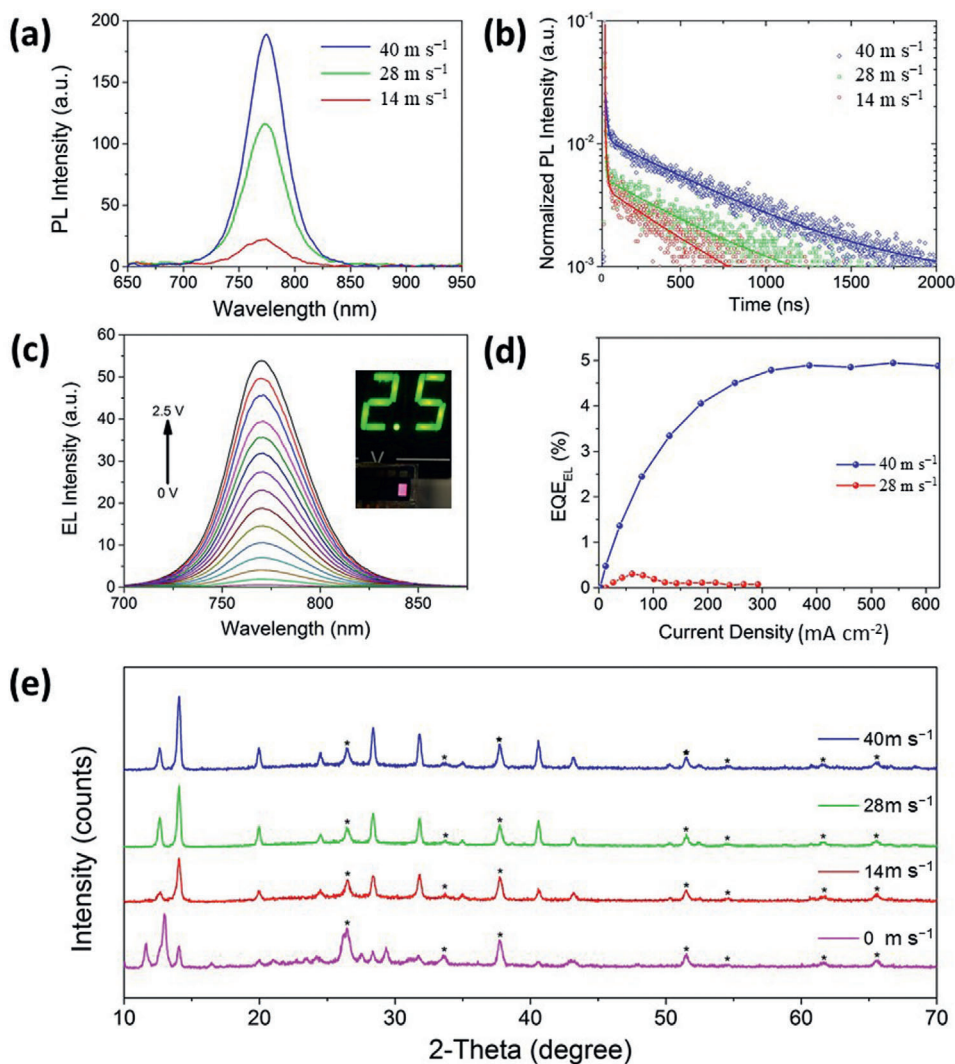 (a)
200
150
100
50
0
PL Intensity (a.u.)
40 m s⁻¹
28 m s⁻¹
14 m s⁻¹
650 700 750 800 850 900 950
Wavelength (nm)
(b)
10⁻¹
10⁻²
10⁻³
Normalized PL Intensity (a.u.)
40 m s⁻¹
28 m s⁻¹
14 m s⁻¹
500 1000 1500 2000
Time (ns)
(c)
60
50
40
30
20
10
0
EL Intensity (a.u.)
2.5 V
0 V
2.5
V
700 750 800 850
Wavelength (nm)
(d)
5
4
3
2
1
0
EQE_EL (%)
40 m s⁻¹
28 m s⁻¹
0 100 200 300 400 500 600
Current Density (mA cm⁻²)
(e)
Intensity (counts)
* * * * * * *
40m s⁻¹
* * * * * * *
28m s⁻¹
* * * * * * *
14m s⁻¹
* * * * * * *
0 m s⁻¹
10 20 30 40 50 60 70
2-Theta (degree)